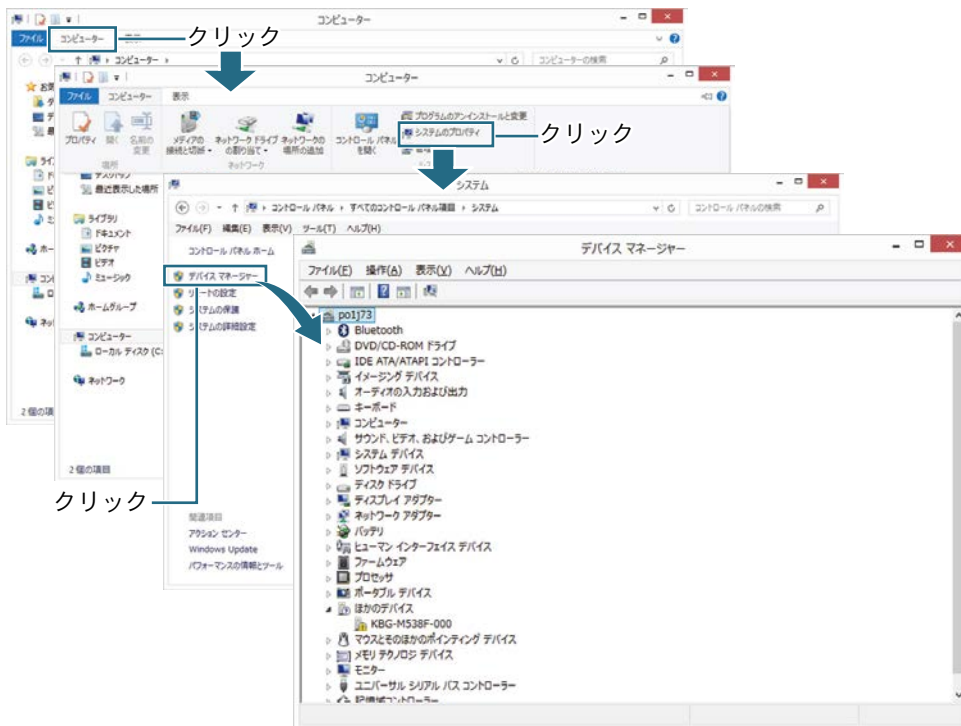 コンピューター
ファイル
コンピューター
クリック
コンピューター
コンピューターの検索
コンピューター
ファイル
コンピューター
表示
プロパティ
開く
名前の変更
メディアの接続と切断
ネットワーク ドライブの割り当て
ネットワークの場所の追加
コントロール パネルを開く
プログラムのアンインストールと変更
システムのプロパティ
クリック
場所
ネットワーク
デスクトップ
最近表示した場所
ライブラリ
ドキュメント
ピクチャ
ビデオ
ミュージック
ホームグループ
コンピューター
ローカル ディスク (C:
ネットワーク
2 個の項
2 個の項目
クリック
システム
コントロール パネル
すべてのコントロール パネル項目
システム
コントロール パネルの検索
ファイル(F) 編集(E) 表示(V) ツール(T) ヘルプ(H)
コントロール パネル ホーム
デバイス マネージャー
リモートの設定
システムの保護
システムの詳細設定
関連項目
アクション センター
Windows Update
パフォーマンスの情報とツール
デバイス マネージャー
ファイル(F) 操作(A) 表示(V) ヘルプ(H)
po1j73
Bluetooth
DVD/CD-ROM ドライブ
IDE ATA/ATAPI コントローラー
イメージング デバイス
オーディオの入力および出力
キーボード
コンピューター
サウンド、ビデオ、およびゲーム コントローラー
システム デバイス
ソフトウェア デバイス
ディスク ドライブ
ディスプレイ アダプター
ネットワーク アダプター
バッテリ
ヒューマン インターフェイス デバイス
ファームウェア
プロセッサ
ポータブル デバイス
ほかのデバイス
KBG-M538F-000
マウスとそのほかのポインティング デバイス
メモリ テクノロジ デバイス
モニター
ユニバーサル シリアル バス コントローラー
記憶域コントローラー